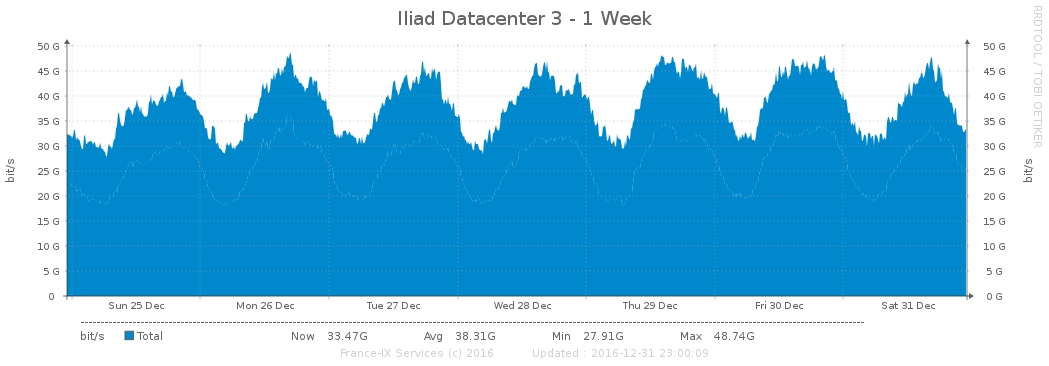 Iliad Datacenter 3 - 1 Week
RRDTOOL / TOBI OETIKER
bit/s
50 G 50 G
45 G 45 G
40 G 40 G
35 G 35 G
30 G 30 G
25 G 25 G
20 G 20 G
15 G 15 G
10 G 10 G
5 G 5 G
0 0 G
bit/s
Sun 25 Dec Mon 26 Dec Tue 27 Dec Wed 28 Dec Thu 29 Dec Fri 30 Dec Sat 31 Dec
bit/s Total Now 33.47G Avg 38.31G Min 27.91G Max 48.74G
France-IX Services (c) 2016 Updated : 2016-12-31 23:00:09